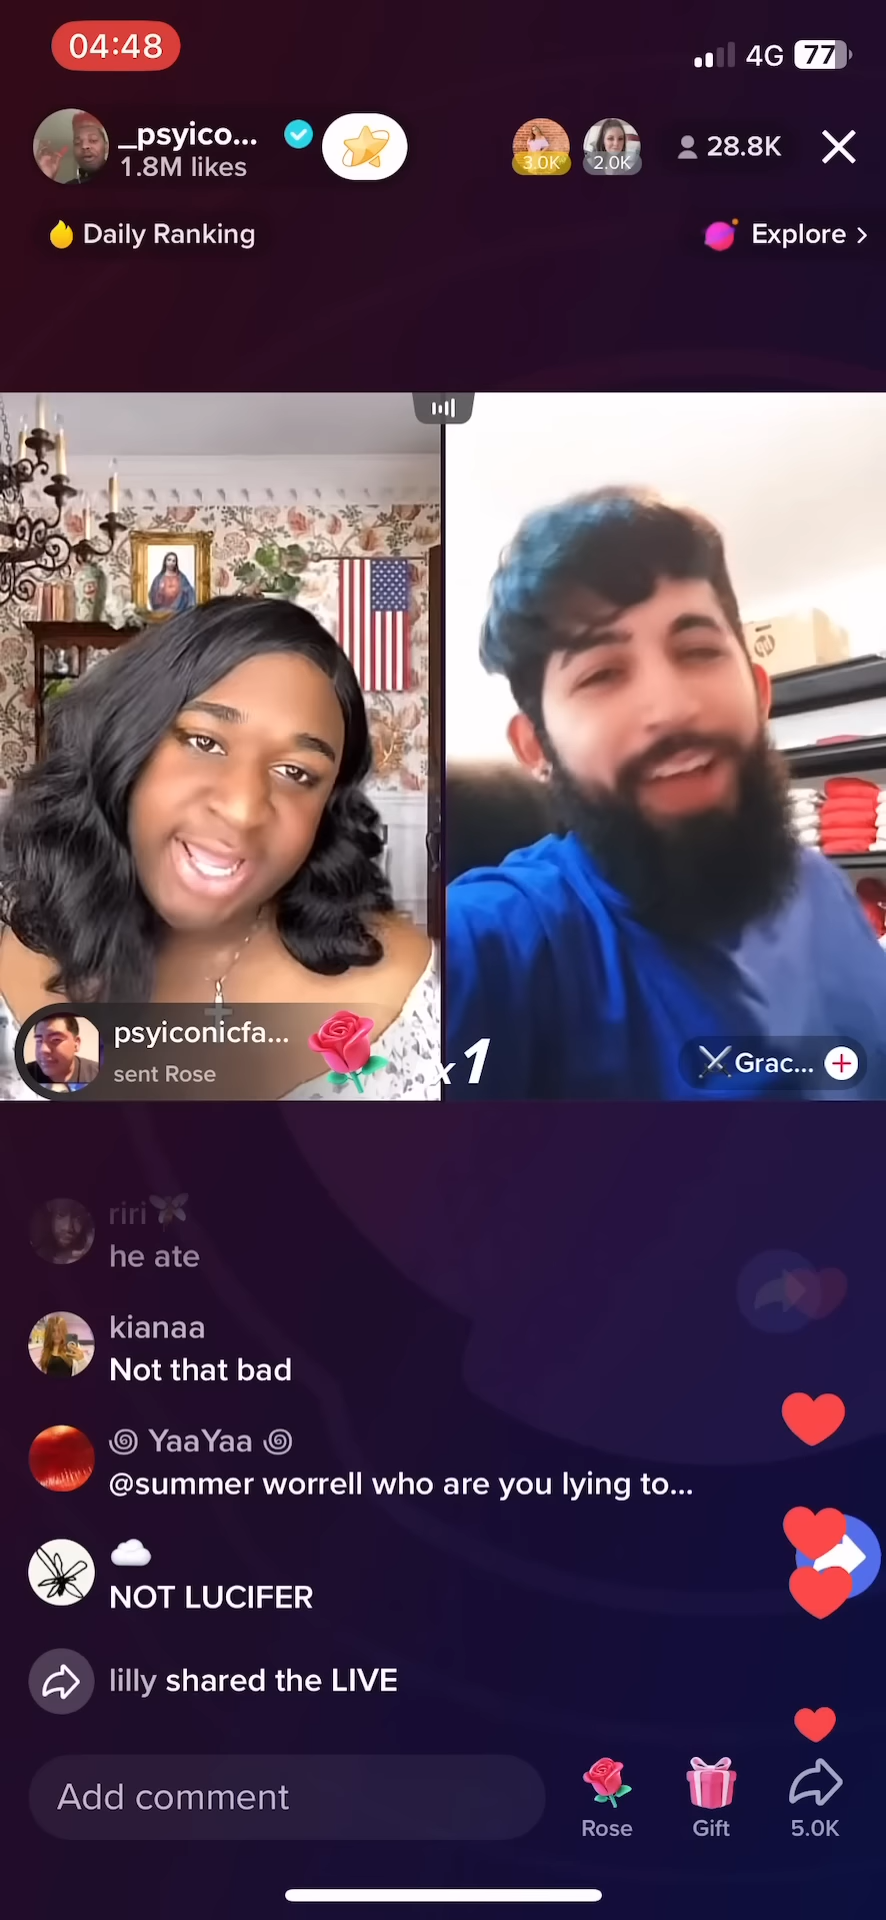 04:48
4G 77
_psyico...
1.8M likes
3.0K
2.0K
28.8K
Daily Ranking
Explore >
hp
psyiconicfa...
sent Rose
x1
Grac...
riri
he ate
kianaa
Not that bad
YaaYaa
@summer worrell who are you lying to...
NOT LUCIFER
lilly shared the LIVE
Add comment
Rose
Gift
5.0K